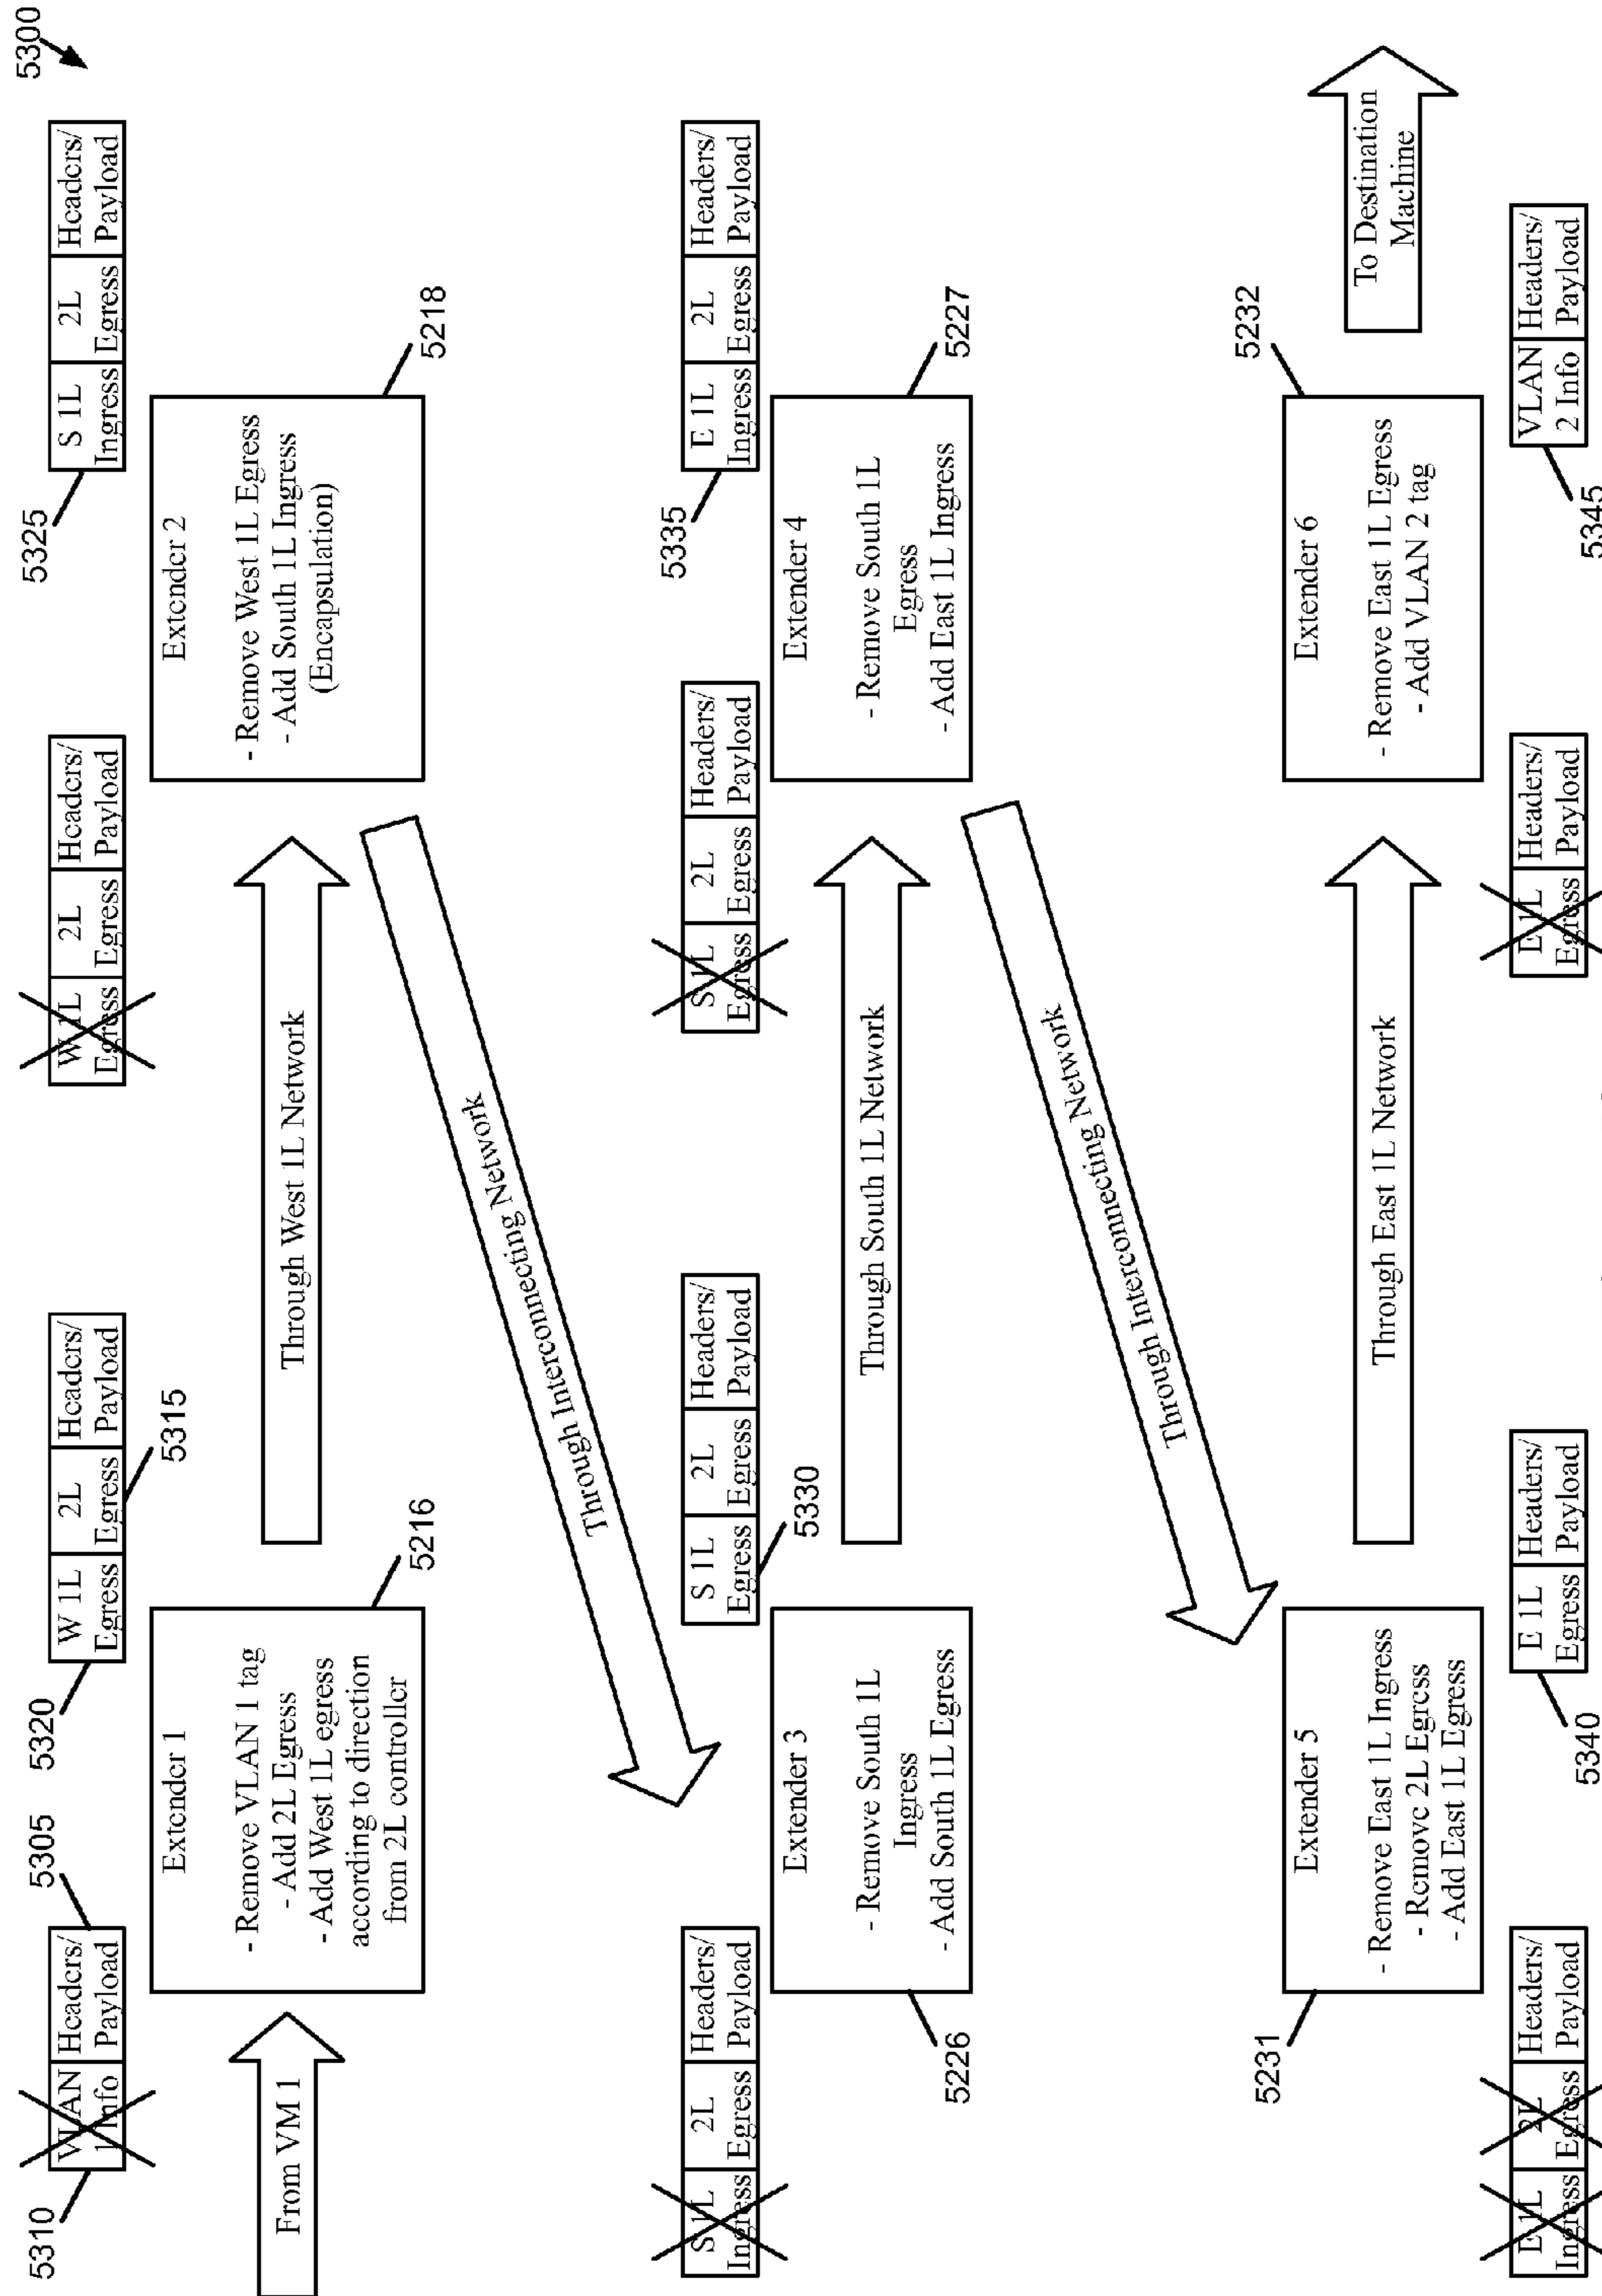 5300
5310
5305
5320
5315
5325
VLAN
1 Info
Headers/
Payload
W 1L
Egress
2L
Egress
Headers/
Payload
W 1L
Egress
2L
Egress
Headers/
Payload
S 1L
Ingress
2L
Egress
Headers/
Payload
From VM 1
Extender 1
- Remove VLAN 1 tag
- Add 2L Egress
- Add West 1L egress
according to direction
from 2L controller
5216
Through West 1L Network
Extender 2
- Remove West 1L Egress
- Add South 1L Ingress
(Encapsulation)
5218
Through Interconnecting Network
S 1L
Ingress
2L
Egress
Headers/
Payload
S 1L
Egress
2L
Egress
Headers/
Payload
5330
S 1L
Egress
2L
Egress
Headers/
Payload
5335
E 1L
Ingress
2L
Egress
Headers/
Payload
Extender 3
- Remove South 1L
Ingress
- Add South 1L Egress
5226
Through South 1L Network
Extender 4
- Remove South 1L
Egress
- Add East 1L Ingress
5227
Through Interconnecting Network
5231
Extender 5
- Remove East 1L Ingress
- Remove 2L Egress
- Add East 1L Egress
Through East 1L Network
5232
Extender 6
- Remove East 1L Egress
- Add VLAN 2 tag
To Destination
Machine
E 1L
Ingress
2L
Egress
Headers/
Payload
E 1L
Egress
Headers/
Payload
5340
E 1L
Egress
Headers/
Payload
VLAN
2 Info
Headers/
Payload
5345